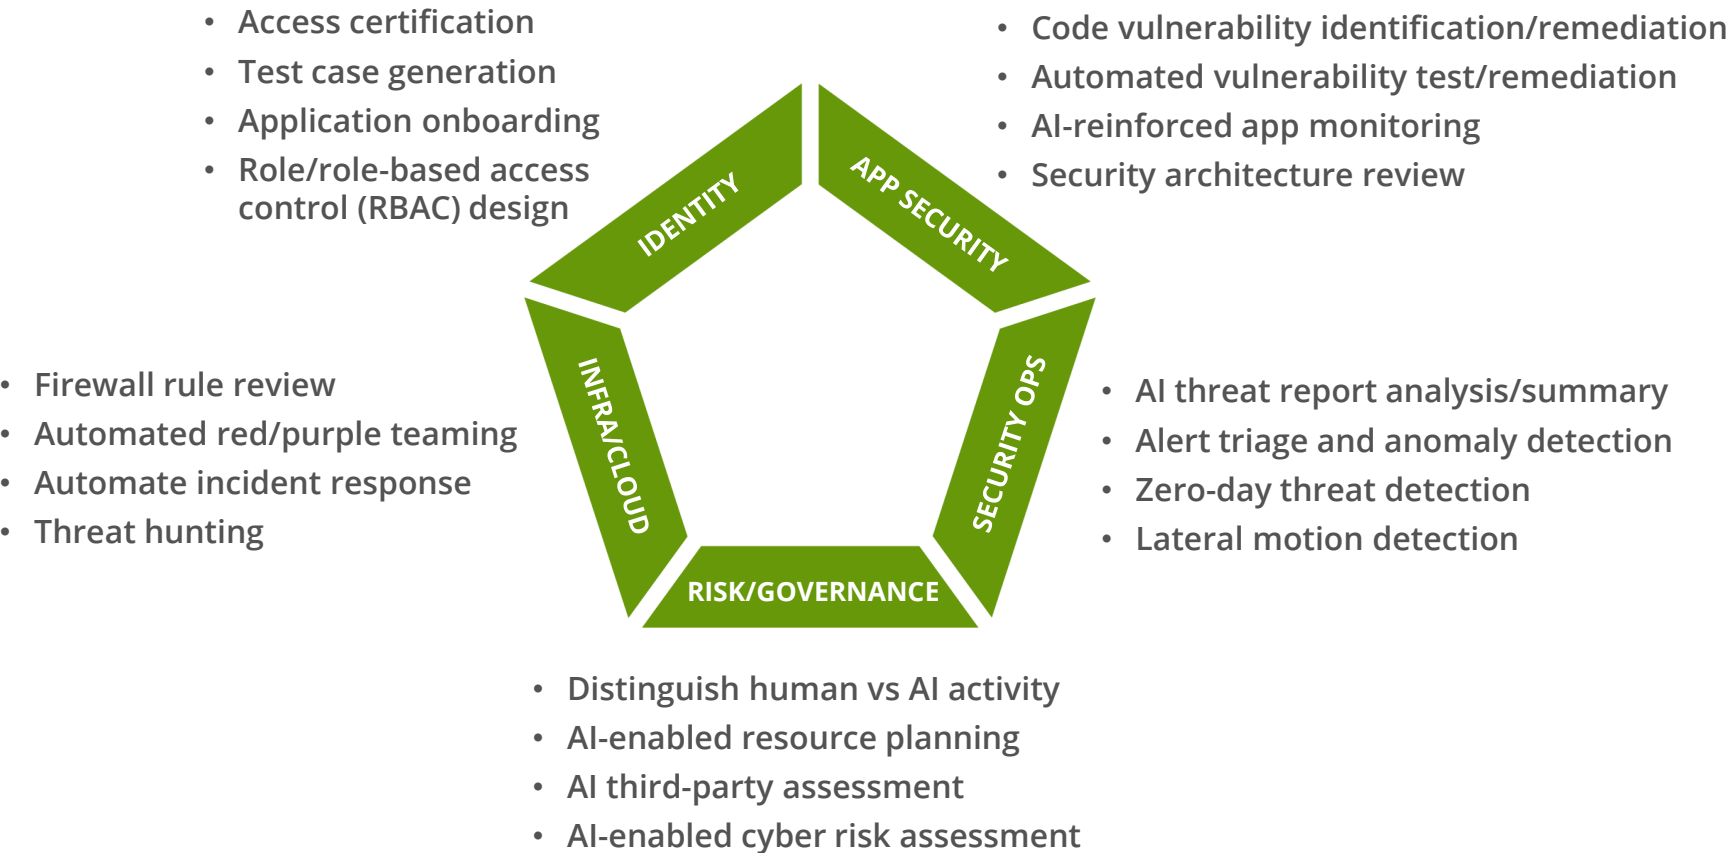 • Access certification
• Test case generation
• Application onboarding
• Role/role-based access
control (RBAC) design
• Code vulnerability identification/remediation
• Automated vulnerability test/remediation
• AI-reinforced app monitoring
• Security architecture review
IDENTITY
APP SECURITY
INFRA/CLOUD
SECURITY OPS
RISK/GOVERNANCE
• Firewall rule review
• Automated red/purple teaming
• Automate incident response
• Threat hunting
• AI threat report analysis/summary
• Alert triage and anomaly detection
• Zero-day threat detection
• Lateral motion detection
• Distinguish human vs AI activity
• AI-enabled resource planning
• AI third-party assessment
• AI-enabled cyber risk assessment